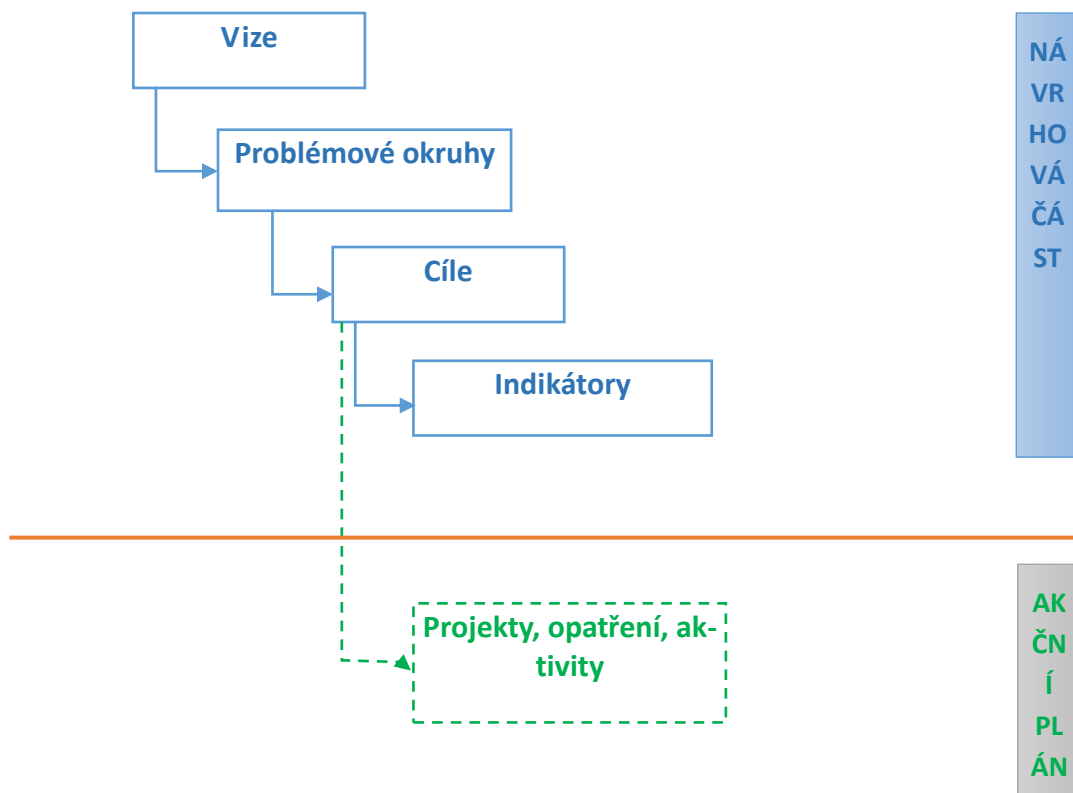 Vize
Problémové okruhy
Cíle
Indikátory
NÁ
VR
HO
VÁ
ČÁ
ST
Projekty, opatření, ak-
tivity
AK
ČN
Í
PL
ÁN